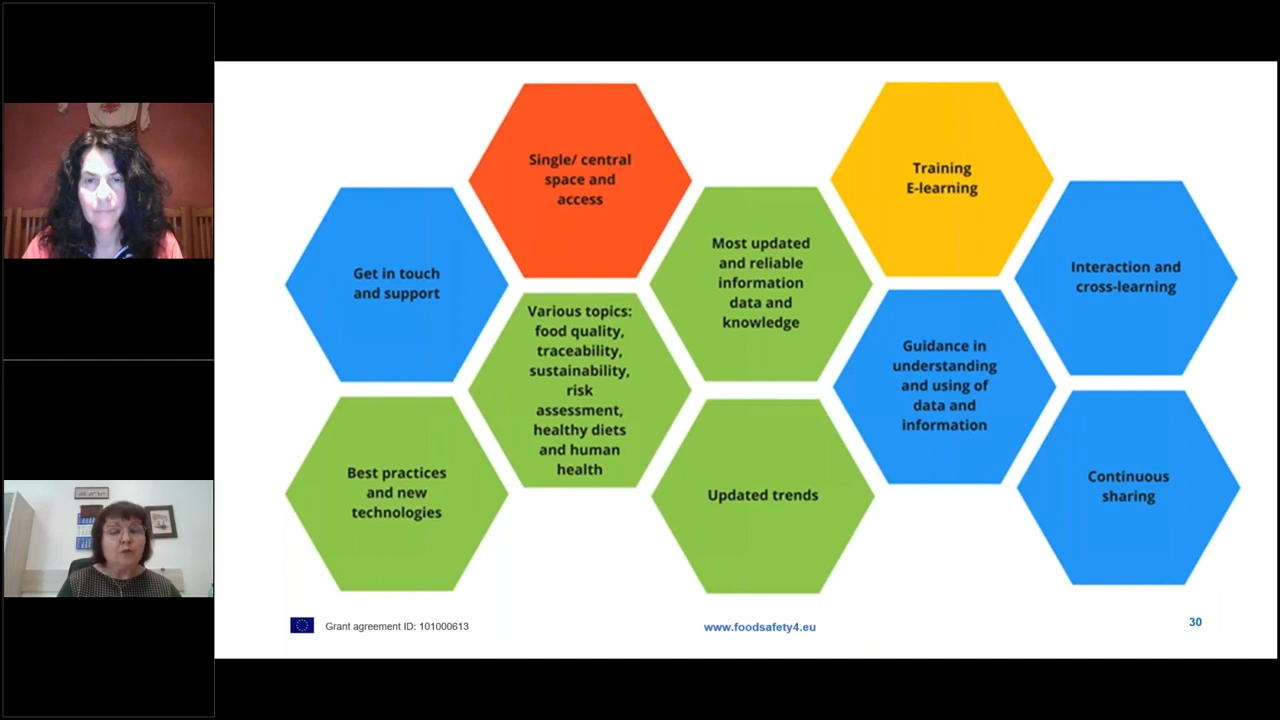 Single/ central
space and
access
Training
E-learning
Get in touch
and support
Most updated
and reliable
information
data and
knowledge
Interaction and
cross-learning
Various topics:
food quality,
traceability,
sustainability,
risk
assessment,
healthy diets
and human
health
Guidance in
understanding
and using of
data and
information
Best practices
and new
technologies
Updated trends
Continuous
sharing
Grant agreement ID: 101000613
www.foodsafety4.eu
30